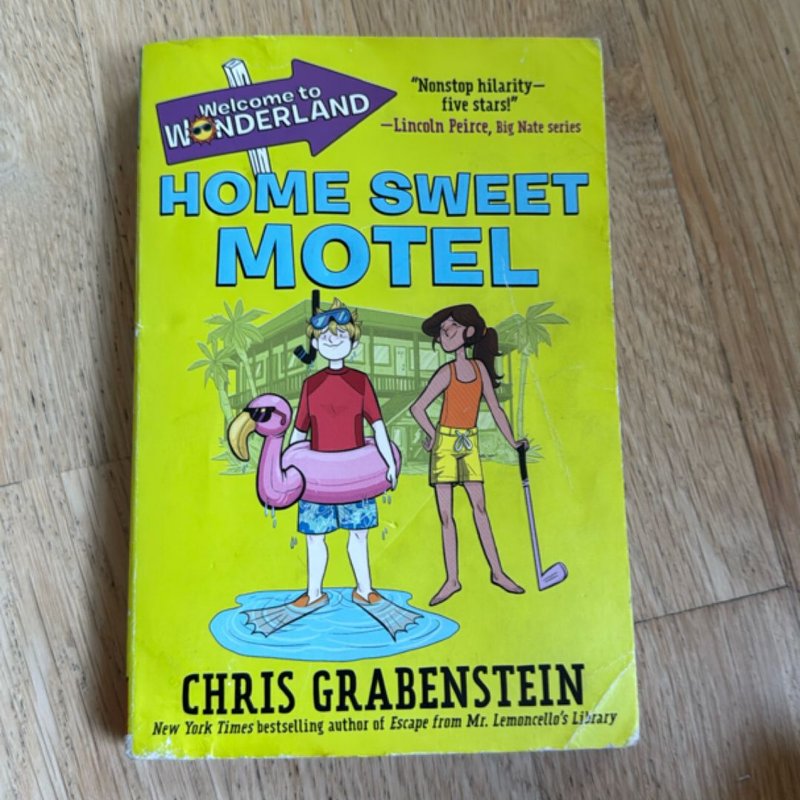 Welcome to
WONDERLAND
"Nonstop hilarity—
five stars!"
—Lincoln Peirce, Big Nate series
HOME SWEET
MOTEL
CHRIS GRABENSTEIN
New York Times bestselling author of Escape from Mr. Lemoncello's Library